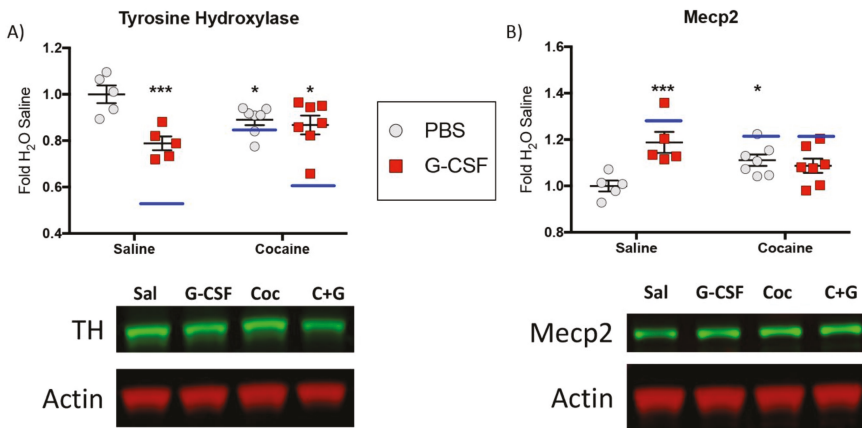 Tyrosine Hydroxylase
A)
Fold H₂O Saline
1.2
1.0
0.8
0.6
0.4
***
*
*
Saline
Cocaine
PBS
G-CSF
Mecp2
B)
Fold H₂O Saline
1.6
1.4
1.2
1.0
0.8
***
*
Saline
Cocaine
Sal G-CSF Coc C+G
TH
Actin
Sal G-CSF Coc C+G
Mecp2
Actin